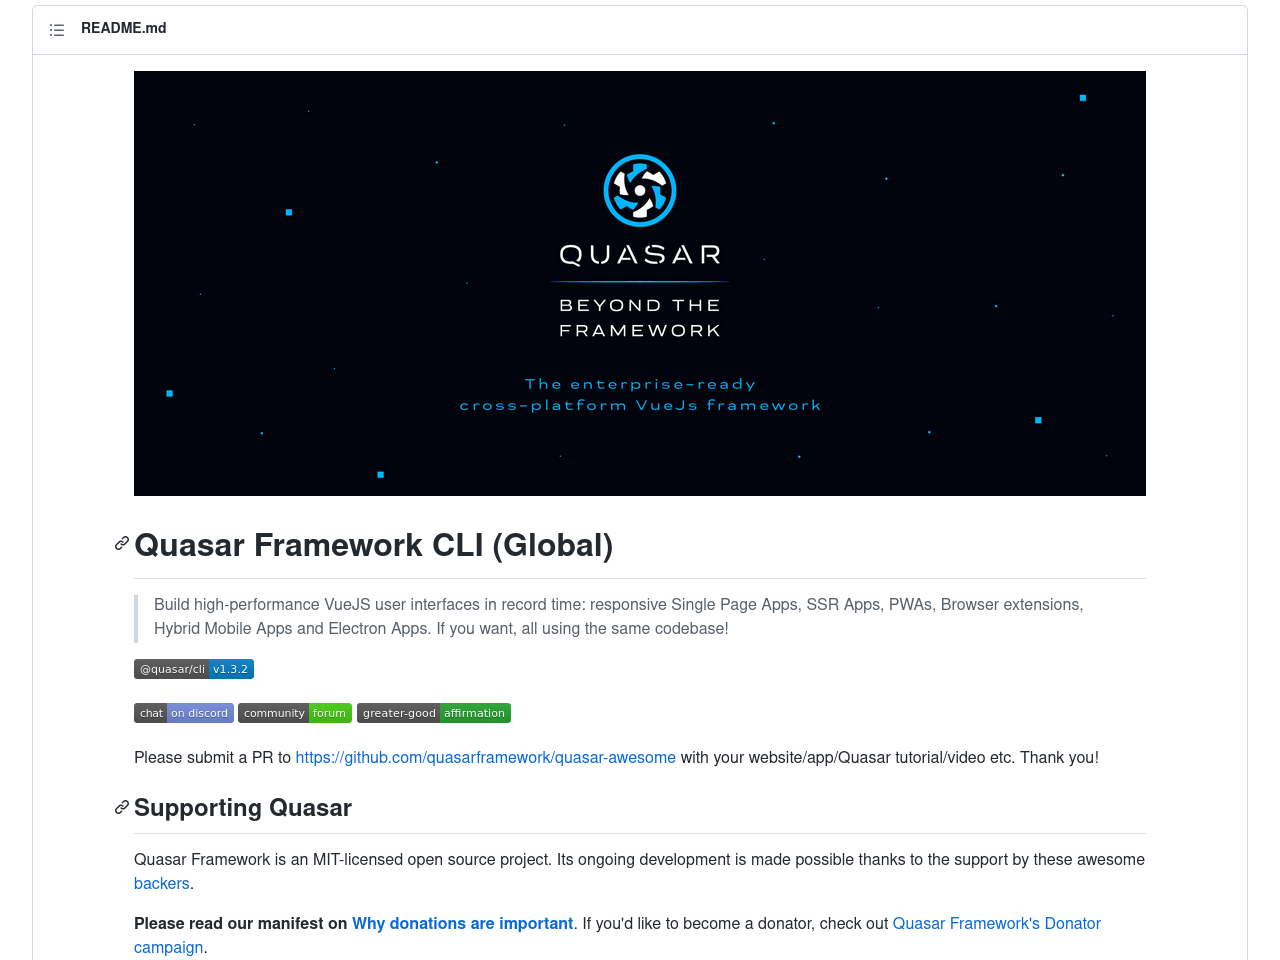 README.md
QUASAR
BEYOND THE
FRAMEWORK
The enterprise-ready
cross-platform VueJs framework
Quasar Framework CLI (Global)
Build high-performance VueJS user interfaces in record time: responsive Single Page Apps, SSR Apps, PWAs, Browser extensions,
Hybrid Mobile Apps and Electron Apps. If you want, all using the same codebase!
@quasar/cli v1.3.2
chat on discord community forum greater-good affirmation
Please submit a PR to https://github.com/quasarframework/quasar-awesome with your website/app/Quasar tutorial/video etc. Thank you!
Supporting Quasar
Quasar Framework is an MIT-licensed open source project. Its ongoing development is made possible thanks to the support by these awesome
backers.
Please read our manifest on Why donations are important. If you'd like to become a donator, check out Quasar Framework's Donator
campaign.